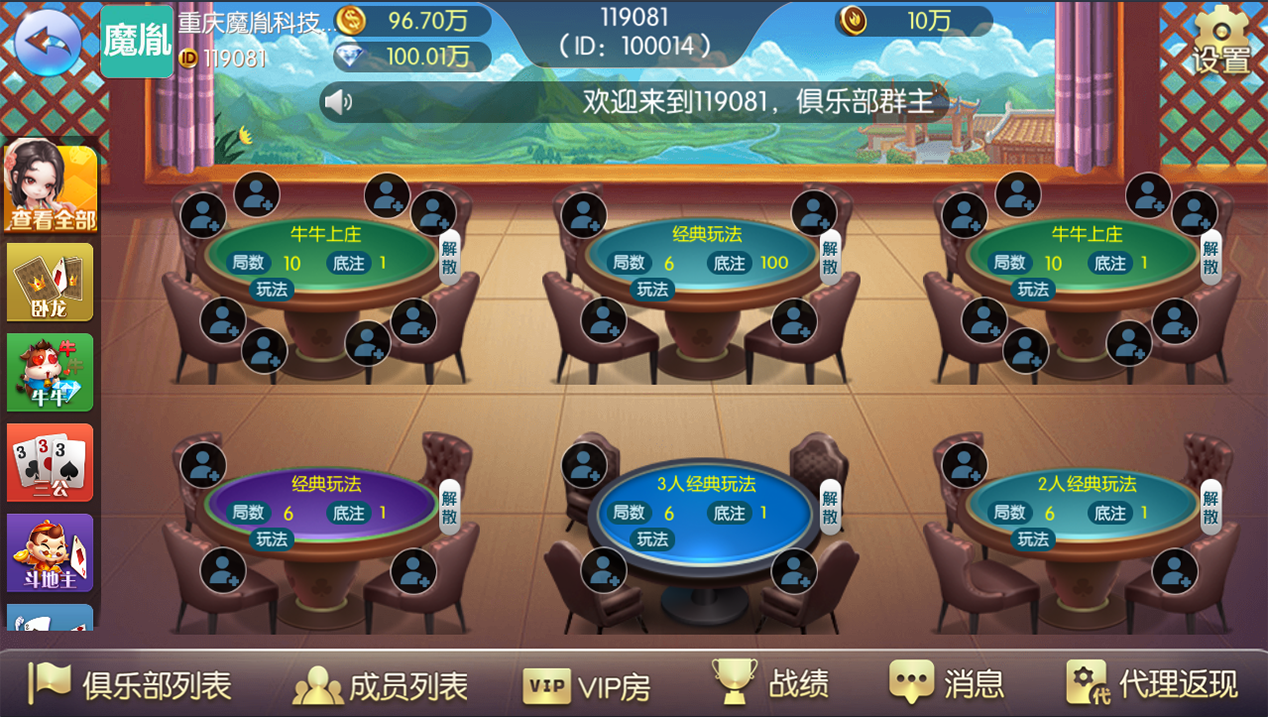 魔胤
重庆魔胤科技...
ID 119081
96.70万
100.01万
119081
(ID: 100014)
10万
设置
欢迎来到119081，俱乐部群主
查看全部
卧龙
牛牛
三公
斗地主
牛牛上庄
局数 10 底注 1
玩法
解散
经典玩法
局数 6 底注 100
玩法
解散
牛牛上庄
局数 10 底注 1
玩法
解散
经典玩法
局数 6 底注 1
玩法
解散
3人经典玩法
局数 6 底注 1
玩法
解散
2人经典玩法
局数 6 底注 1
玩法
解散
俱乐部列表
成员列表
VIP VIP房
战绩
消息
代 代理返现